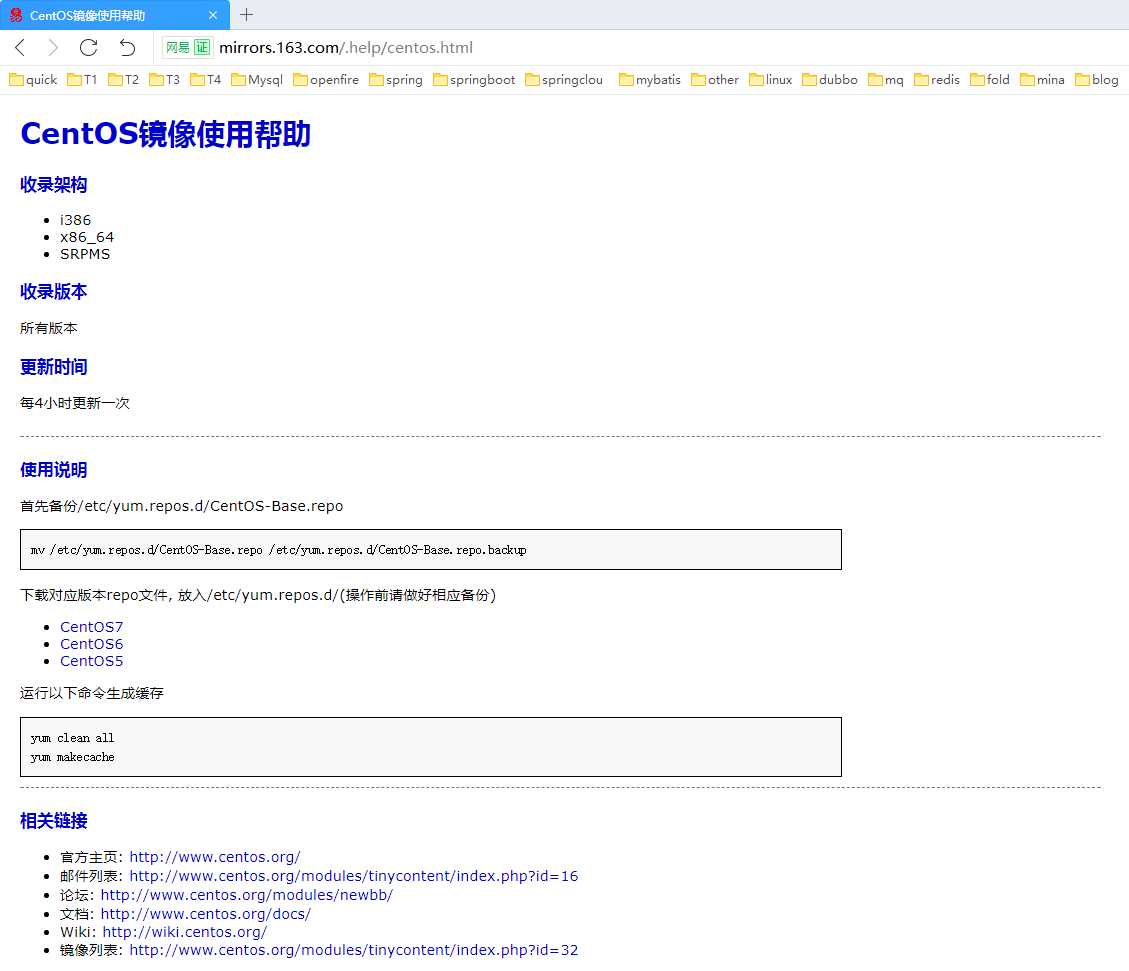 CentOS镜像使用帮助
网易 证 mirrors.163.com/.help/centos.html
quick T1 T2 T3 T4 Mysql openfire spring springboot springclou mybatis other linux dubbo mq redis fold mina blog
CentOS镜像使用帮助
收录架构
i386
x86_64
SRPMS
收录版本
所有版本
更新时间
每4小时更新一次
使用说明
首先备份/etc/yum.repos.d/CentOS-Base.repo
mv /etc/yum.repos.d/CentOS-Base.repo /etc/yum.repos.d/CentOS-Base.repo.backup
下载对应版本repo文件, 放入/etc/yum.repos.d/(操作前请做好相应备份)
CentOS7
CentOS6
CentOS5
运行以下命令生成缓存
yum clean all
yum makecache
相关链接
官方主页: http://www.centos.org/
邮件列表: http://www.centos.org/modules/tinycontent/index.php?id=16
论坛: http://www.centos.org/modules/newbb/
文档: http://www.centos.org/docs/
Wiki: http://wiki.centos.org/
镜像列表: http://www.centos.org/modules/tinycontent/index.php?id=32